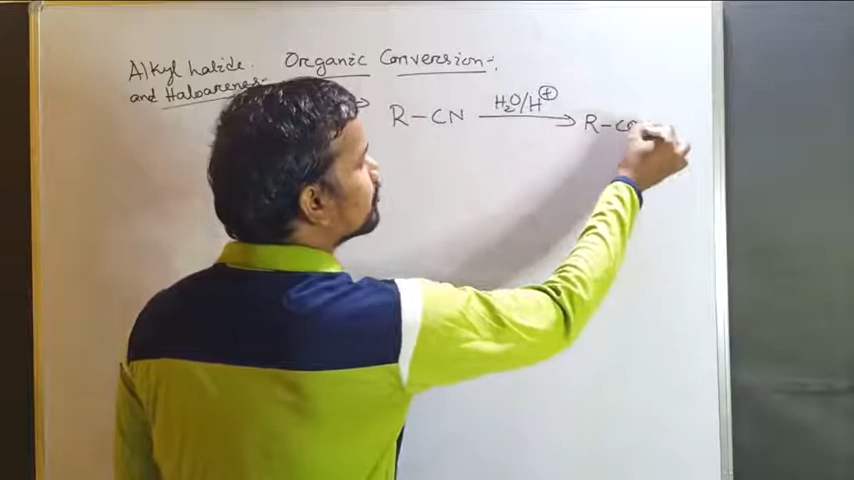 Alkyl halide. Organic Conversion:-
and Haloarenes:-
→ R-CN H₂O/H⊕ → R-CO